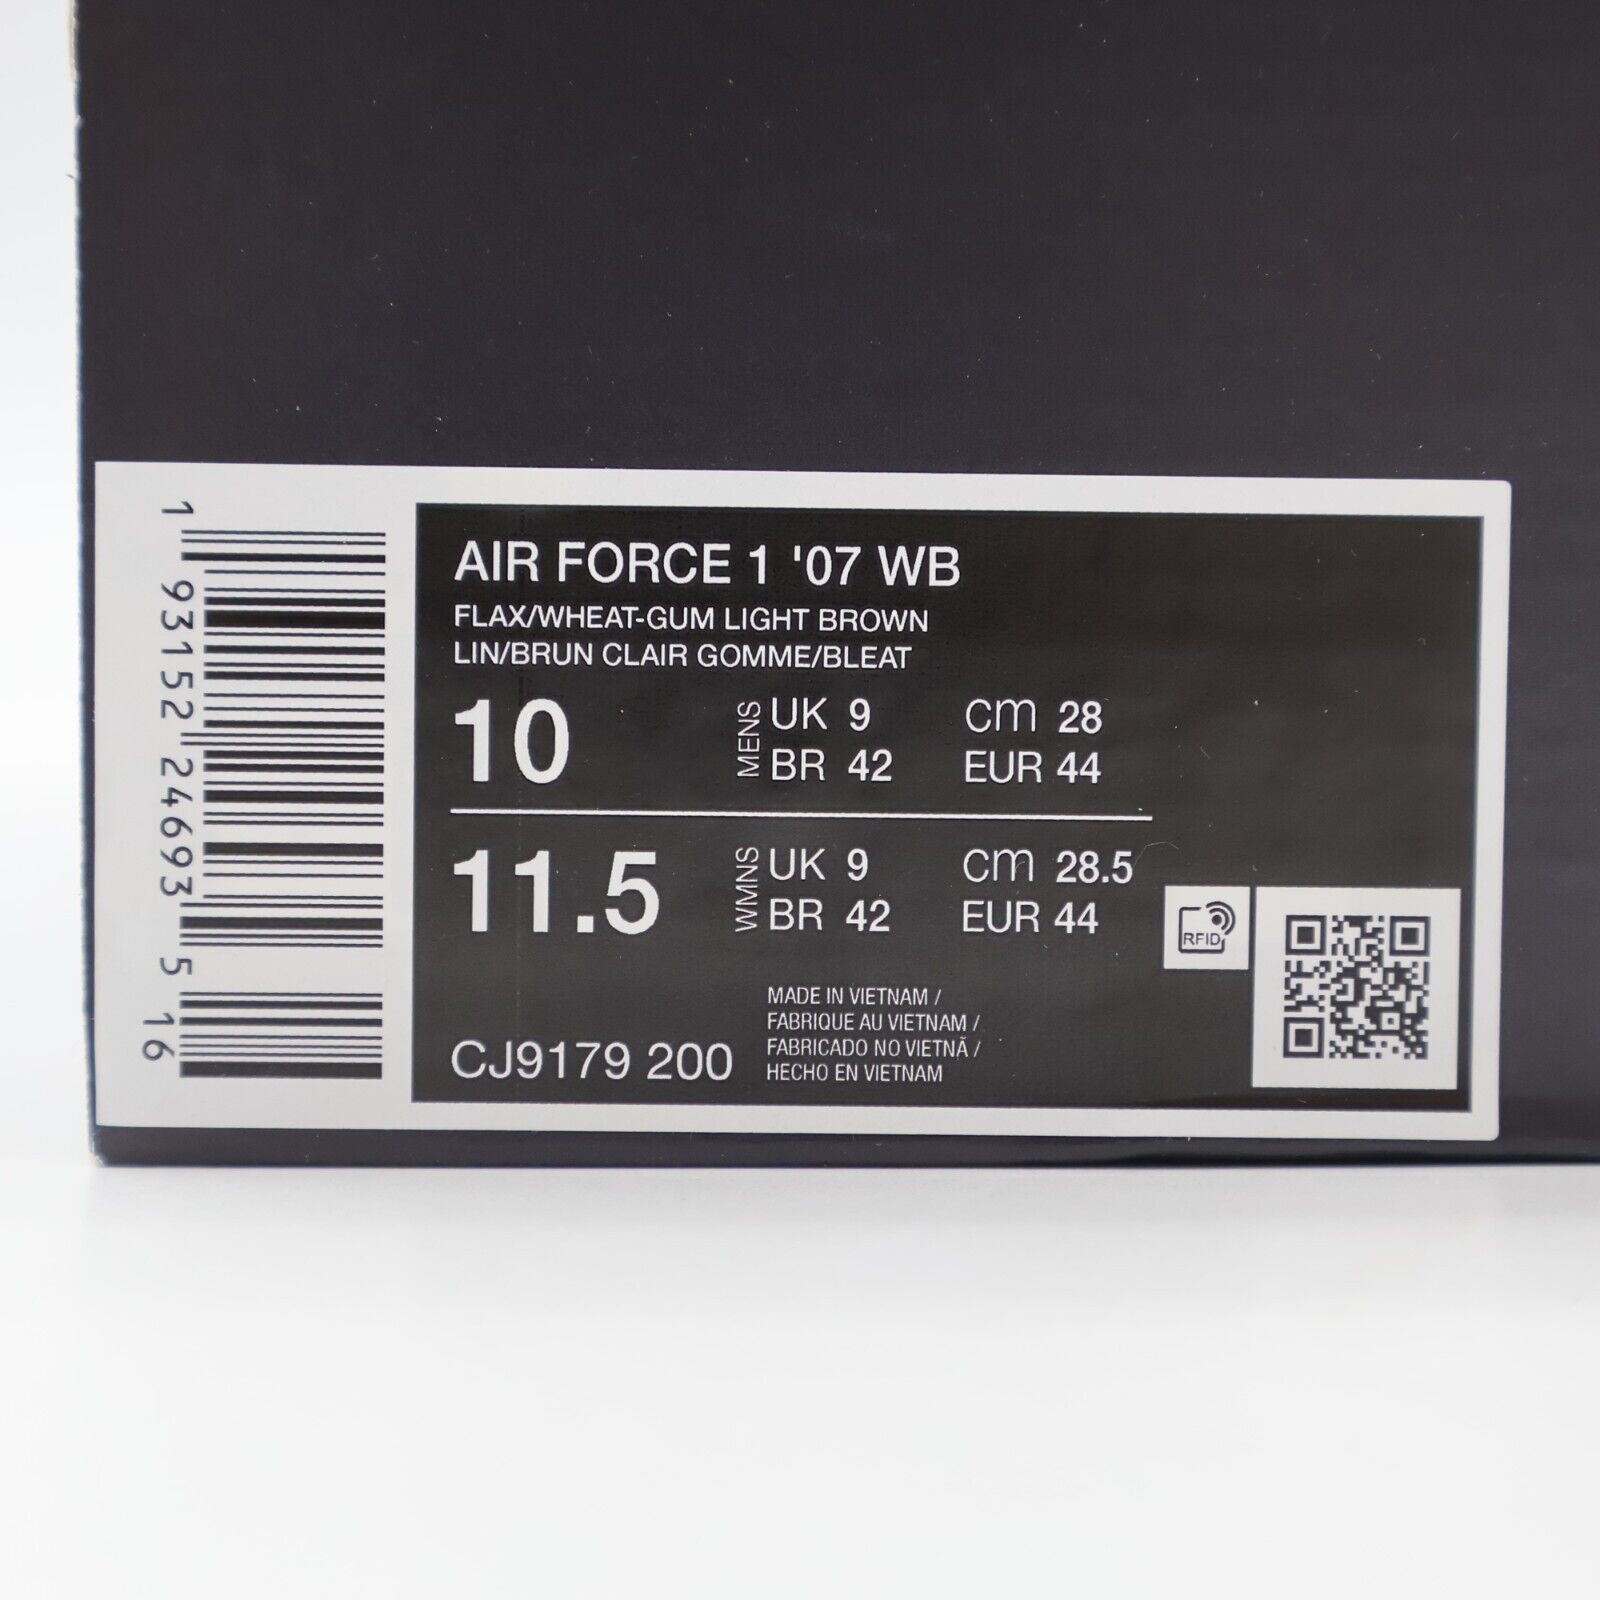 AIR FORCE 1 '07 WB
FLAX/WHEAT-GUM LIGHT BROWN
LIN/BRUN CLAIR GOMME/BLEAT
10 MENS UK 9 cm 28
BR 42 EUR 44
11.5 WMNS UK 9 cm 28.5
BR 42 EUR 44
RFID
MADE IN VIETNAM /
FABRIQUE AU VIETNAM /
FABRICADO NO VIETNÃ /
HECHO EN VIETNAM
CJ9179 200
1 93152 24693 5 16